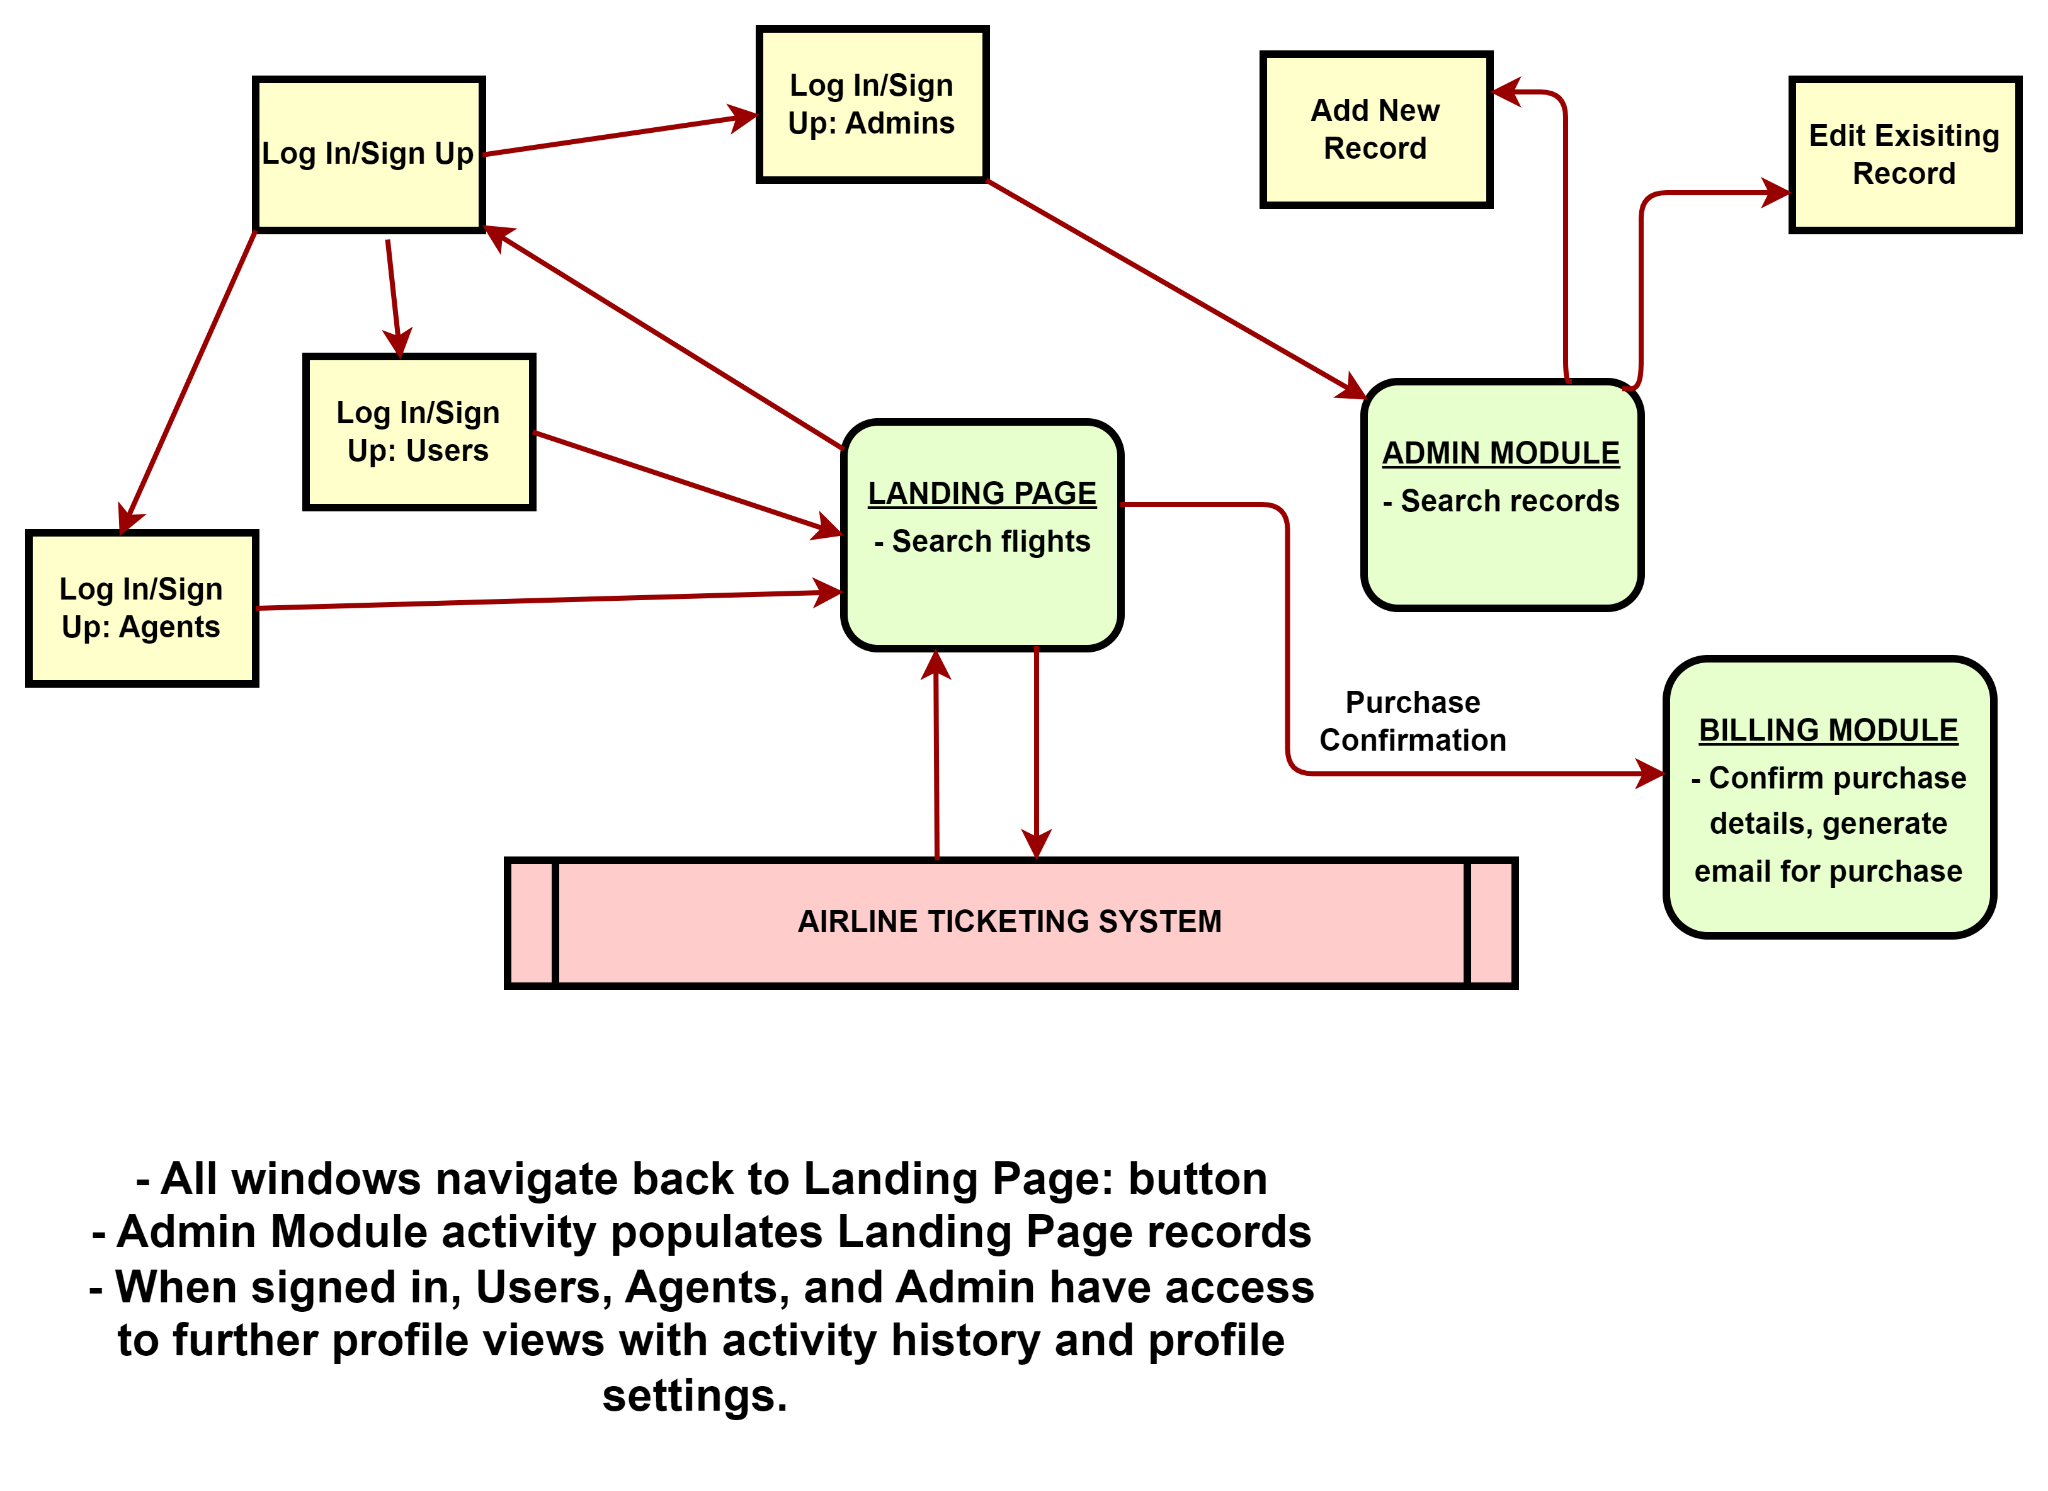 Log In/Sign
Up: Admins
Log In/Sign Up
Add New
Record
Edit Exisiting
Record
Log In/Sign
Up: Users
LANDING PAGE
- Search flights
ADMIN MODULE
- Search records
Log In/Sign
Up: Agents
Purchase
Confirmation
BILLING MODULE
- Confirm purchase
details, generate
email for purchase
AIRLINE TICKETING SYSTEM
- All windows navigate back to Landing Page: button
- Admin Module activity populates Landing Page records
- When signed in, Users, Agents, and Admin have access
to further profile views with activity history and profile
settings.